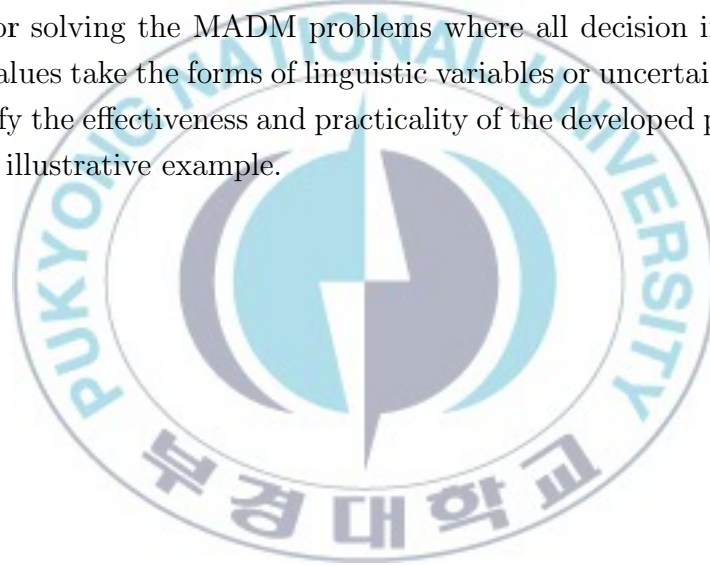 or solving the MADM problems where all decision i
alues take the forms of linguistic variables or uncertai
fy the effectiveness and practicality of the developed p
illustrative example.
PUKYONG NATIONAL UNIVERSITY
부경대학교